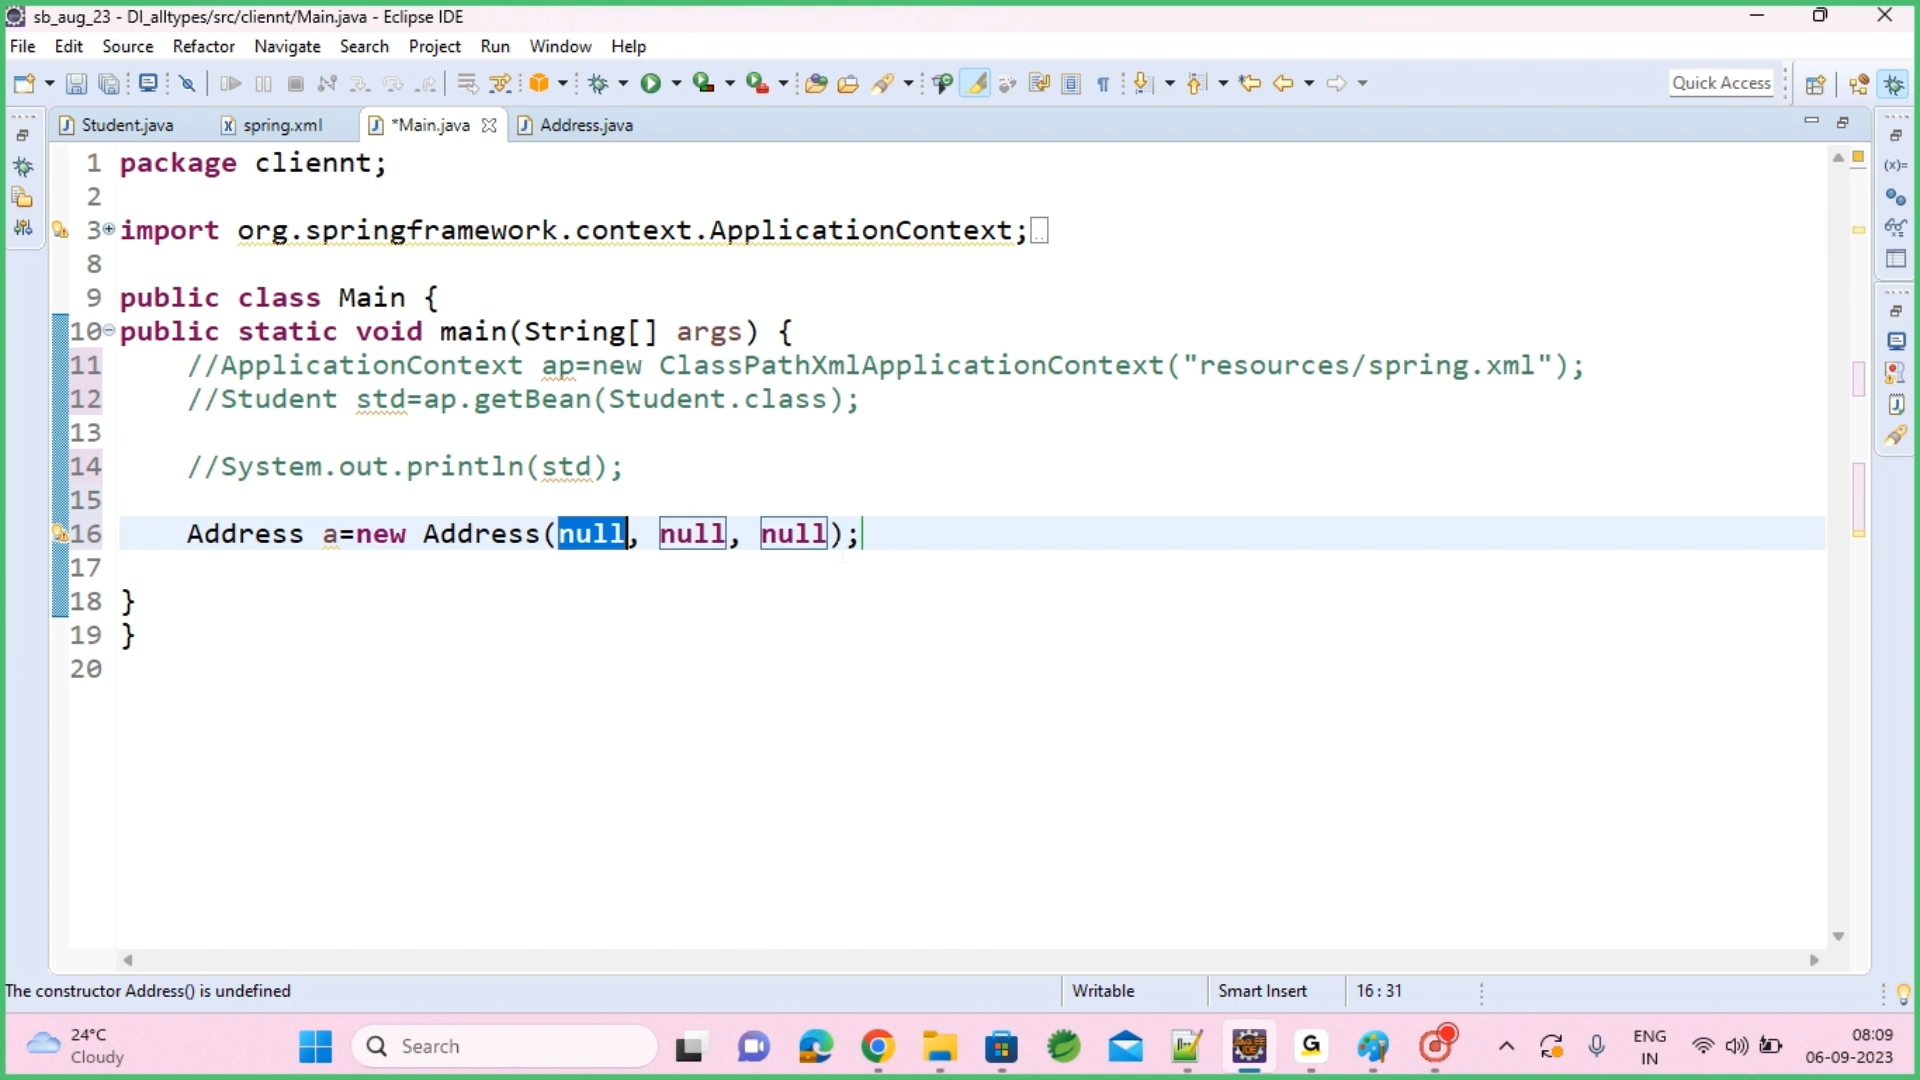 sb_aug_23 - DI_alltypes/src/cliennt/Main.java - Eclipse IDE
File Edit Source Refactor Navigate Search Project Run Window Help
Quick Access
Student.java spring.xml *Main.java Address.java
1 package cliennt;
2
3 import org.springframework.context.ApplicationContext;
8
9 public class Main {
10 public static void main(String[] args) {
11 //ApplicationContext ap=new ClassPathXmlApplicationContext("resources/spring.xml");
12 //Student std=ap.getBean(Student.class);
13
14 //System.out.println(std);
15
16 Address a=new Address(null, null, null);
17
18 }
19 }
20
The constructor Address() is undefined Writable Smart Insert 16 : 31
24°C
Cloudy
Search
ENG
IN
08:09
06-09-2023